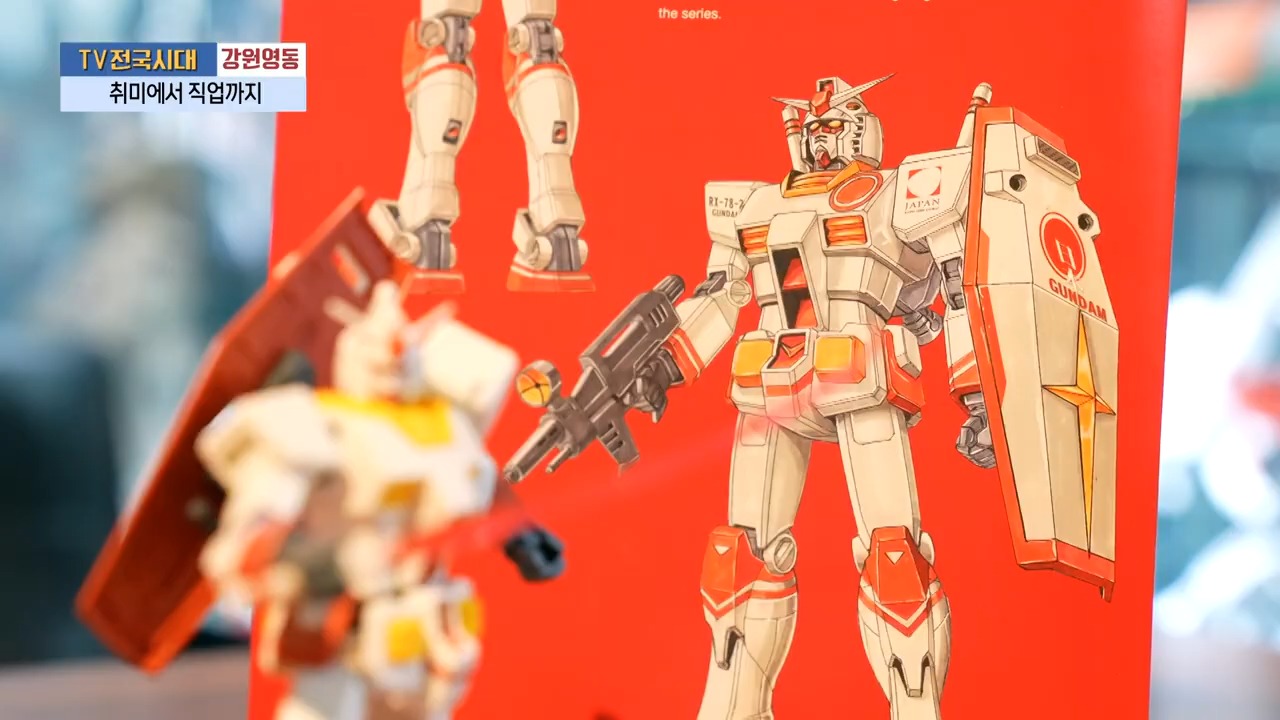 the series.
TV전국시대 강원영동
취미에서 직업까지
RX-78-2
GUNDAM
JAPAN
GUNDAM